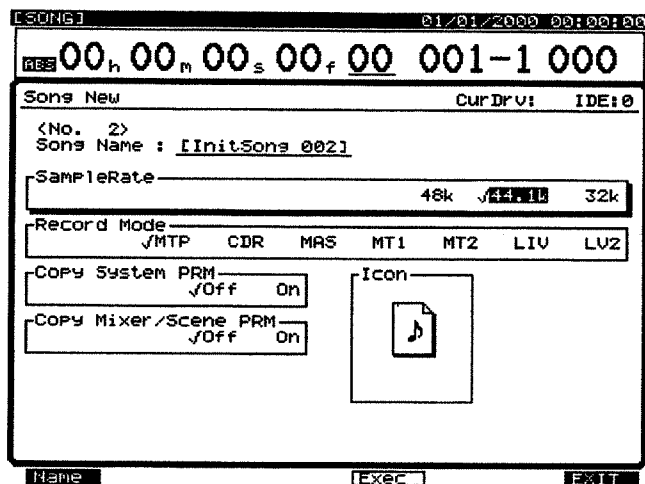 [SONG] 01/01/2000 00:00:00
ABS 00h 00m 00s 00f 00 001-1 000
Song New CurDrv: IDE:0
<No. 2>
Song Name : [InitSong 002]
SampleRate
48k √44.1k 32k
Record Mode
√MTP CDR MAS MT1 MT2 LIV LV2
Copy System PRM
√Off On
Icon
Copy Mixer/Scene PRM
√Off On
Name Exec EXIT